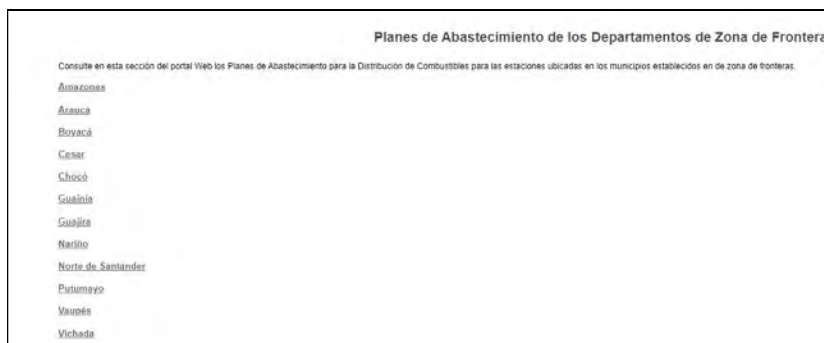 Planes de Abastecimiento de los Departamentos de Zona de Frontera
Consulte en esta sección del portal Web los Planes de Abastecimiento para la Distribución de Combustibles para las estaciones ubicadas en los municipios establecidos en de zona de fronteras.
Amazonas
Arauca
Boyacá
Cesar
Chocó
Guainía
Guajira
Nariño
Norte de Santander
Putumayo
Vaupés
Vichada